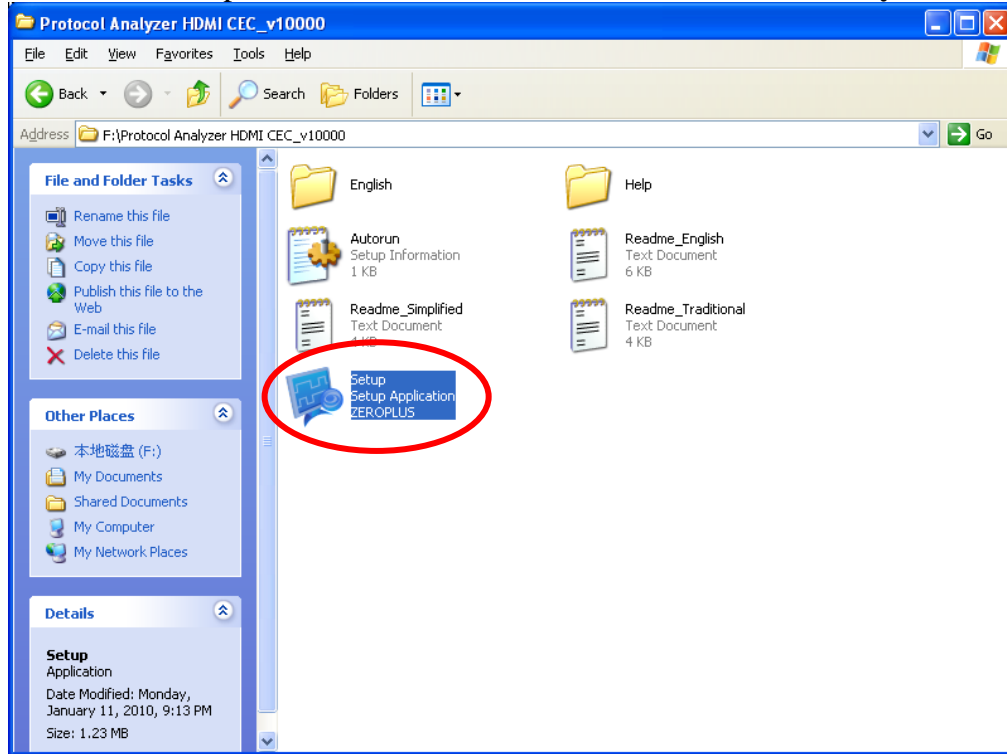 Protocol Analyzer HDMI CEC_v10000
File Edit View Favorites Tools Help
Back Search Folders
Address F:\Protocol Analyzer HDMI CEC_v10000 Go
File and Folder Tasks
Rename this file
Move this file
Copy this file
Publish this file to the
Web
E-mail this file
Delete this file
Other Places
本地磁盘 (F:)
My Documents
Shared Documents
My Computer
My Network Places
Details
Setup
Application
Date Modified: Monday,
January 11, 2010, 9:13 PM
Size: 1.23 MB
English
Help
Autorun
Setup Information
1 KB
Readme_English
Text Document
6 KB
Readme_Simplified
Text Document
4 KB
Readme_Traditional
Text Document
4 KB
Setup
Setup Application
ZEROPLUS